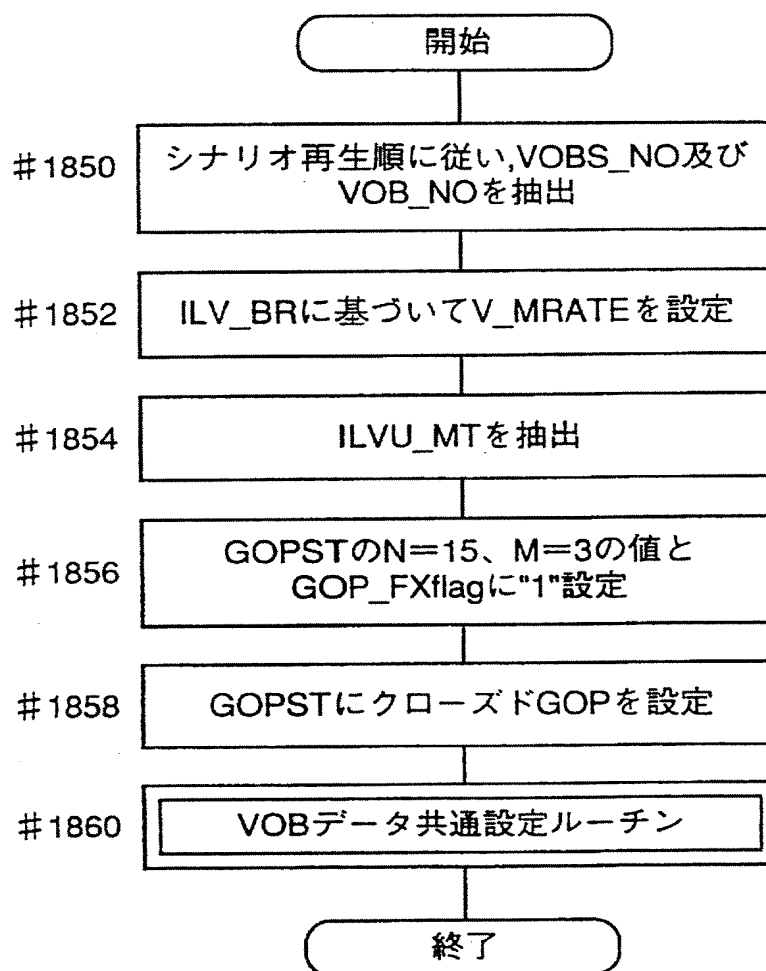 開始
#1850
シナリオ再生順に従い,VOBS_NO及び
VOB_NOを抽出
#1852
ILV_BRに基づいてV_MRATEを設定
#1854
ILVU_MTを抽出
#1856
GOPSTのN=15、M=3の値と
GOP_FXflagに"1"設定
#1858
GOPSTにクローズドGOPを設定
#1860
VOBデータ共通設定ルーチン
終了